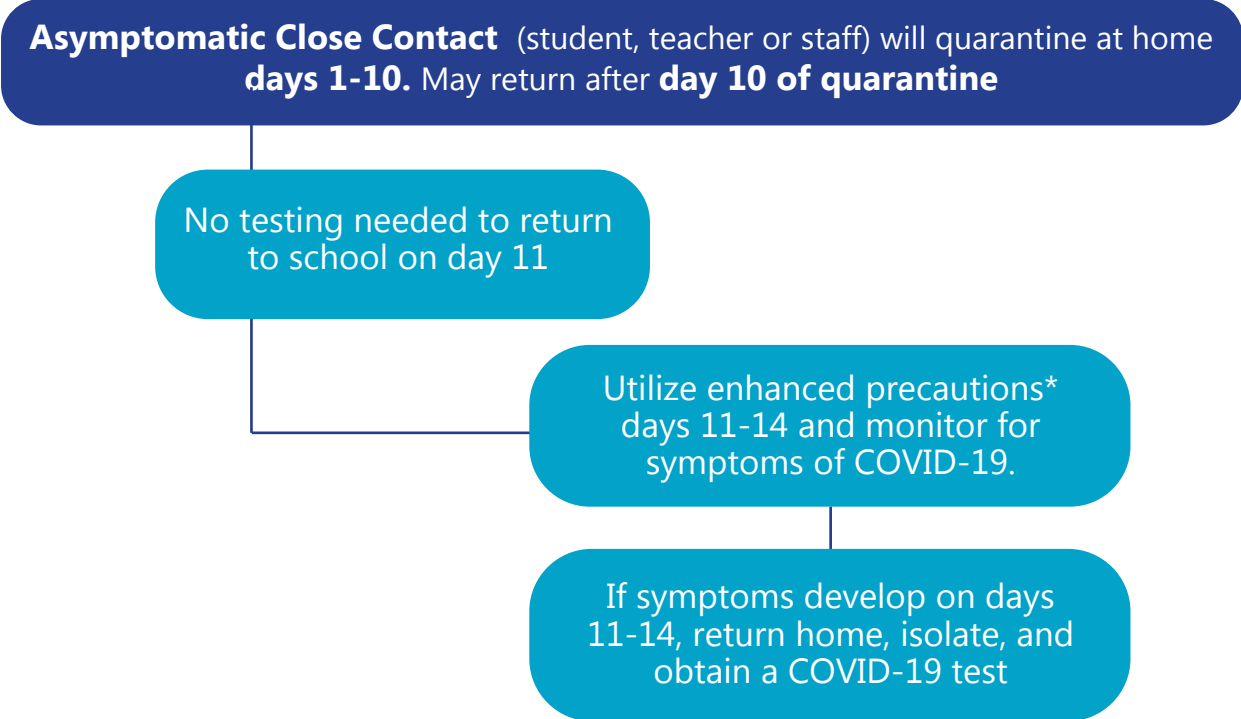 Asymptomatic Close Contact (student, teacher or staff) will quarantine at home
days 1-10. May return after day 10 of quarantine
No testing needed to return
to school on day 11
Utilize enhanced precautions*
days 11-14 and monitor for
symptoms of COVID-19.
If symptoms develop on days
11-14, return home, isolate, and
obtain a COVID-19 test